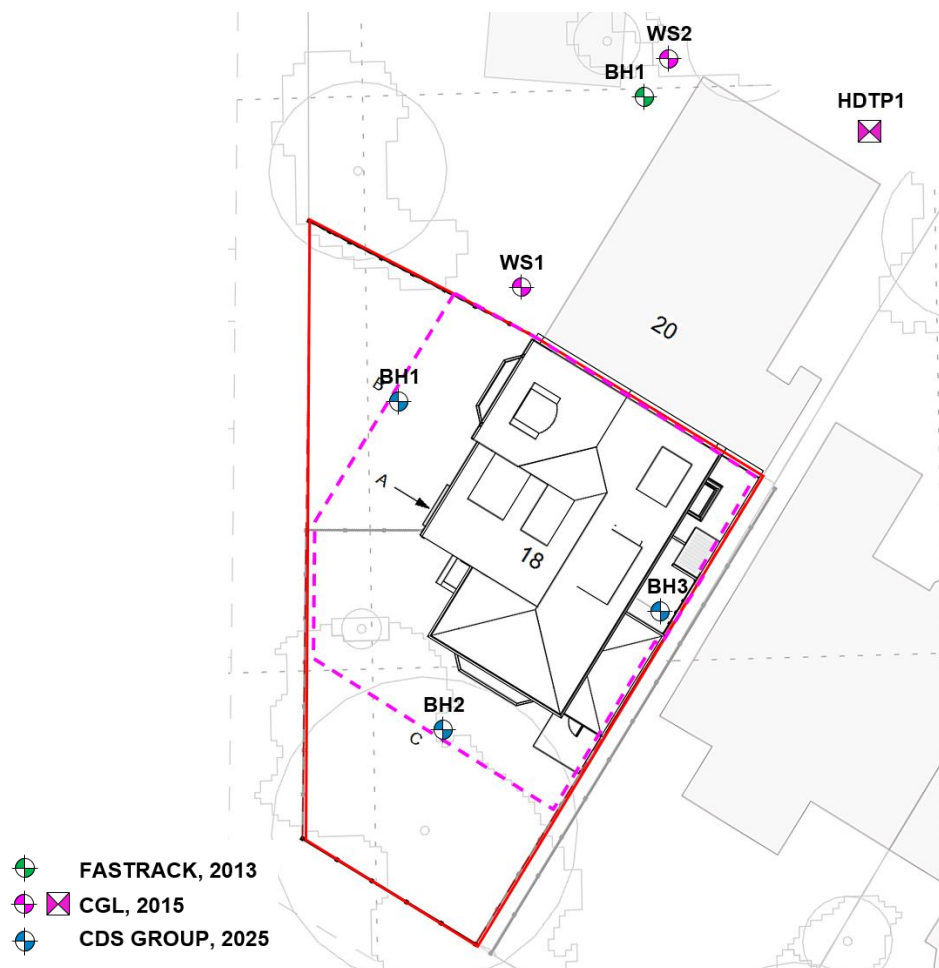 WS2
BH1
HDTP1
WS1
20
BH1
B
A
18
BH3
BH2
C
FASTRACK, 2013
CGL, 2015
CDS GROUP, 2025